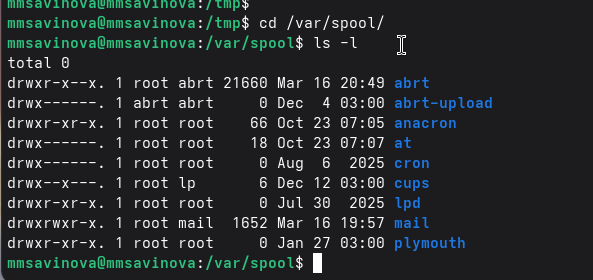 mmsavinova@mmsavinova:/tmp$
mmsavinova@mmsavinova:/tmp$ cd /var/spool/
mmsavinova@mmsavinova:/var/spool$ ls -l
total 0
drwxr-x--x. 1 root abrt 21660 Mar 16 20:49 abrt
drwx------. 1 abrt abrt     0 Dec  4 03:00 abrt-upload
drwxr-xr-x. 1 root root    66 Oct 23 07:05 anacron
drwx------. 1 root root    18 Oct 23 07:07 at
drwx------. 1 root root     0 Aug  6  2025 cron
drwx--x---. 1 root lp       6 Dec 12 03:00 cups
drwxr-xr-x. 1 root root     0 Jul 30  2025 lpd
drwxrwxr-x. 1 root mail  1652 Mar 16 19:57 mail
drwxr-xr-x. 1 root root     0 Jan 27 03:00 plymouth
mmsavinova@mmsavinova:/var/spool$